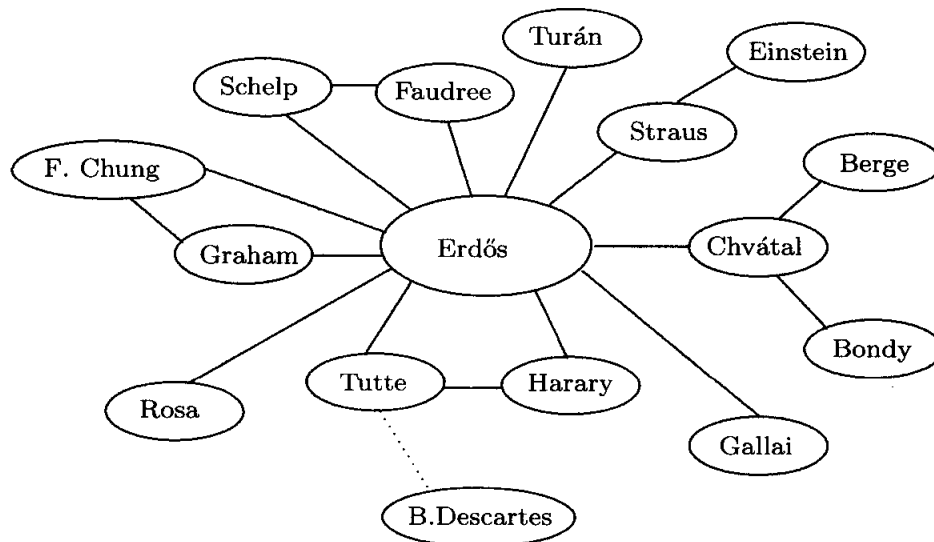 Turán
Einstein
Schelp
Faudree
Straus
F. Chung
Berge
Graham
Erdős
Chvátal
Tutte
Harary
Bondy
Rosa
Gallai
B.Descartes